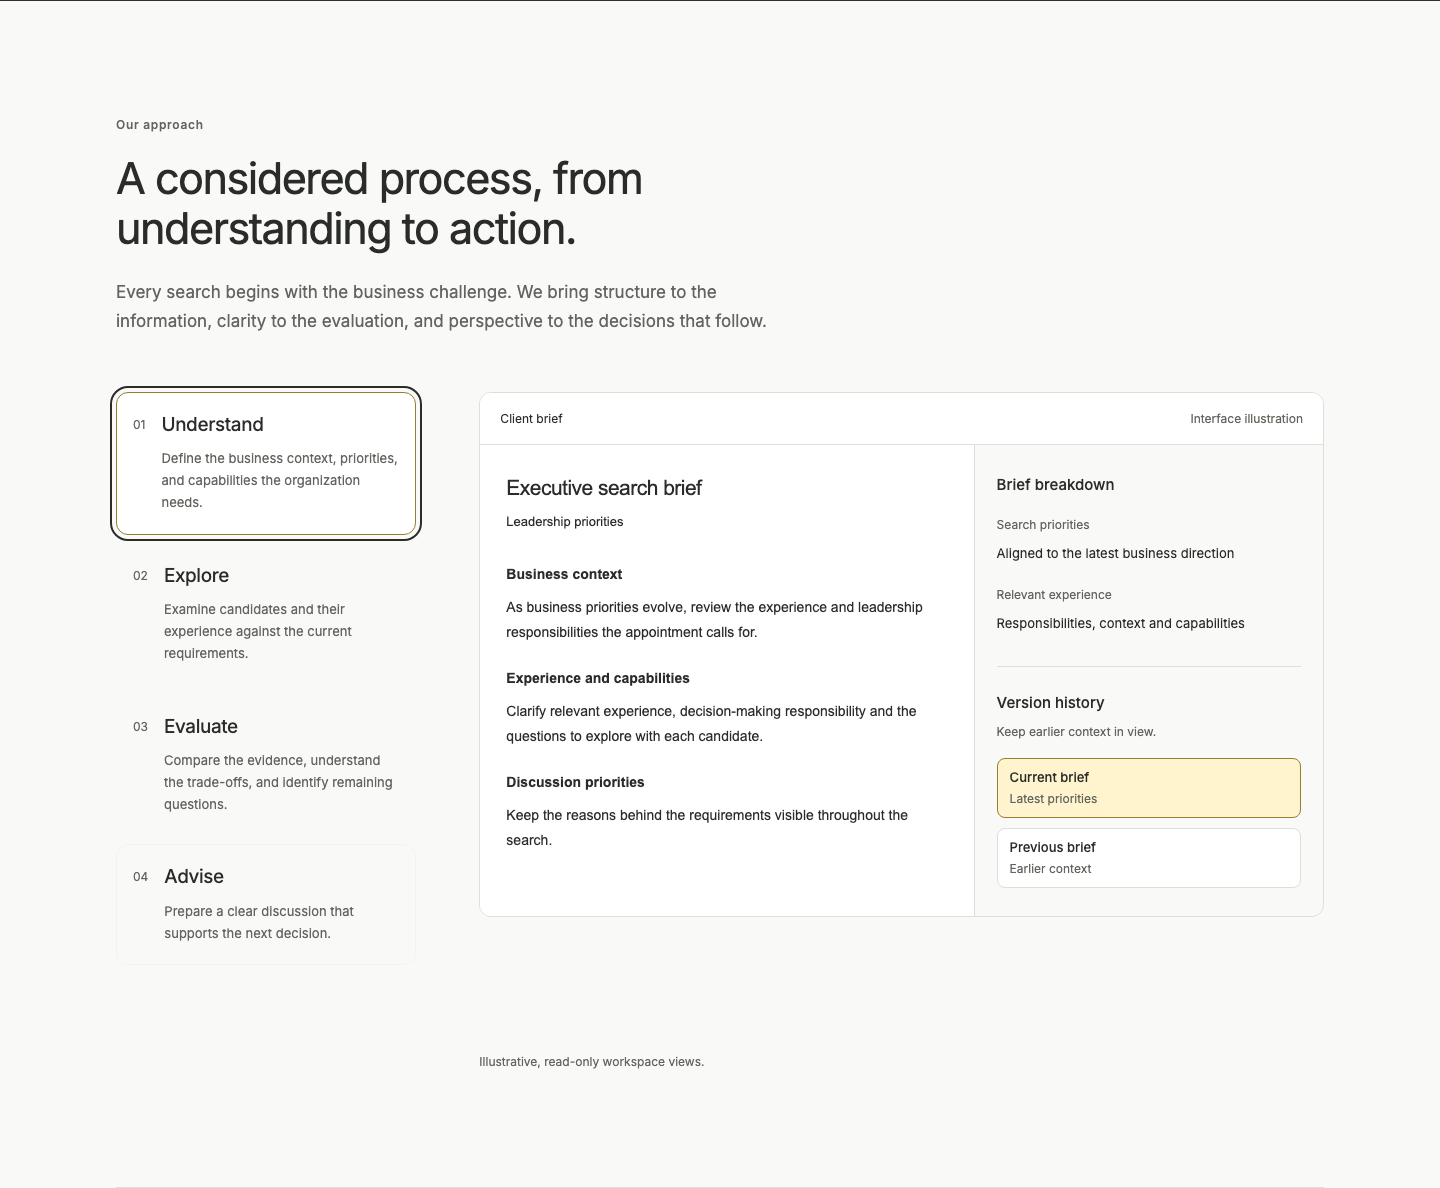 Our approach
A considered process, from
understanding to action.
Every search begins with the business challenge. We bring structure to the
information, clarity to the evaluation, and perspective to the decisions that follow.
01 Understand
Define the business context, priorities,
and capabilities the organization
needs.
02 Explore
Examine candidates and their
experience against the current
requirements.
03 Evaluate
Compare the evidence, understand
the trade-offs, and identify remaining
questions.
04 Advise
Prepare a clear discussion that
supports the next decision.
Client brief
Interface illustration
Executive search brief
Leadership priorities
Business context
As business priorities evolve, review the experience and leadership
responsibilities the appointment calls for.
Experience and capabilities
Clarify relevant experience, decision-making responsibility and the
questions to explore with each candidate.
Discussion priorities
Keep the reasons behind the requirements visible throughout the
search.
Brief breakdown
Search priorities
Aligned to the latest business direction
Relevant experience
Responsibilities, context and capabilities
Version history
Keep earlier context in view.
Current brief
Latest priorities
Previous brief
Earlier context
Illustrative, read-only workspace views.